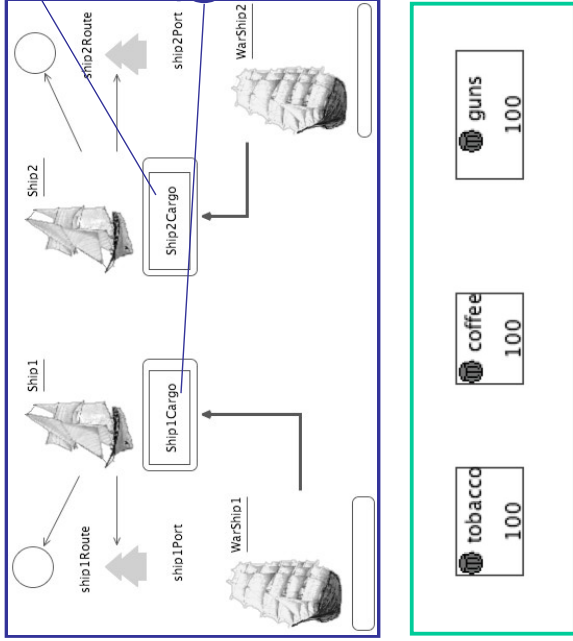 Ship1
Ship2
ship1Route
ship2Route
Ship1Cargo
Ship2Cargo
ship1Port
ship2Port
WarShip1
WarShip2
tobacco
100
coffee
100
guns
100